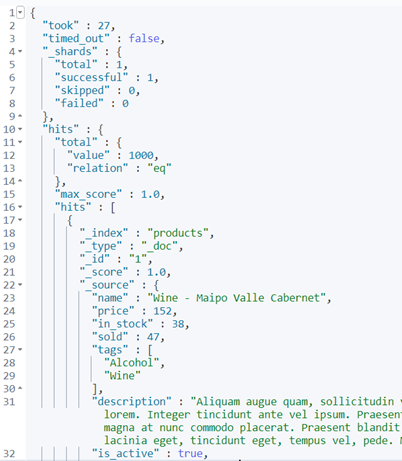 1 {
2 "took" : 27,
3 "timed_out" : false,
4 "_shards" : {
5 "total" : 1,
6 "successful" : 1,
7 "skipped" : 0,
8 "failed" : 0
9 },
10 "hits" : {
11 "total" : {
12 "value" : 1000,
13 "relation" : "eq"
14 },
15 "max_score" : 1.0,
16 "hits" : [
17 {
18 "_index" : "products",
19 "_type" : "_doc",
20 "_id" : "1",
21 "_score" : 1.0,
22 "_source" : {
23 "name" : "Wine - Maipo Valle Cabernet",
24 "price" : 152,
25 "in_stock" : 38,
26 "sold" : 47,
27 "tags" : [
28 "Alcohol",
29 "Wine"
30 ],
31 "description" : "Aliquam augue quam, sollicitudin
lorem. Integer tincidunt ante vel ipsum. Praesent
magna at nunc commodo placerat. Praesent blandit
lacinia eget, tincidunt eget, tempus vel, pede.
32 "is_active" : true,